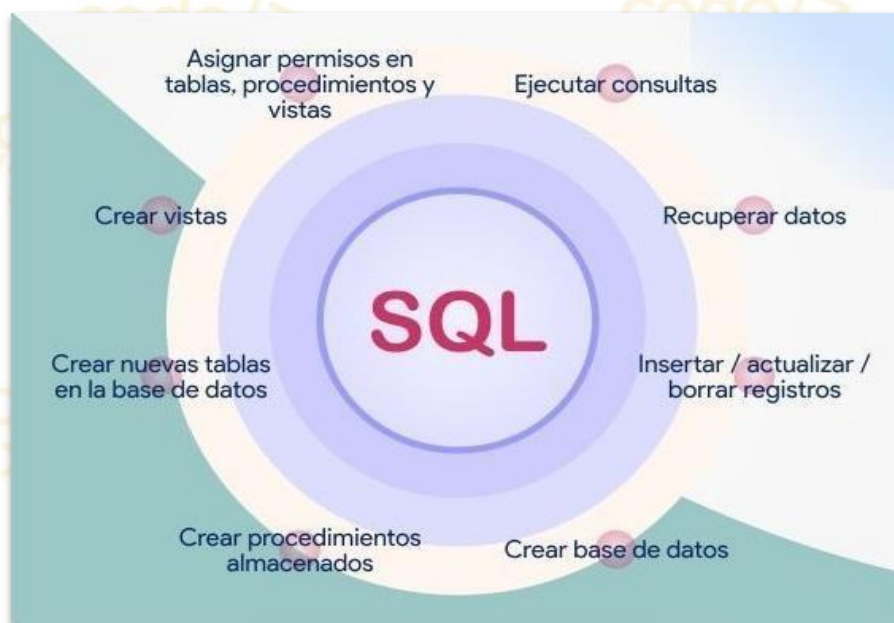 Asignar permisos en
tablas, procedimientos y
vistas
Ejecutar consultas
Crear vistas
Recuperar datos
SQL
Crear nuevas tablas
en la base de datos
Insertar / actualizar /
borrar registros
Crear procedimientos
almacenados
Crear base de datos